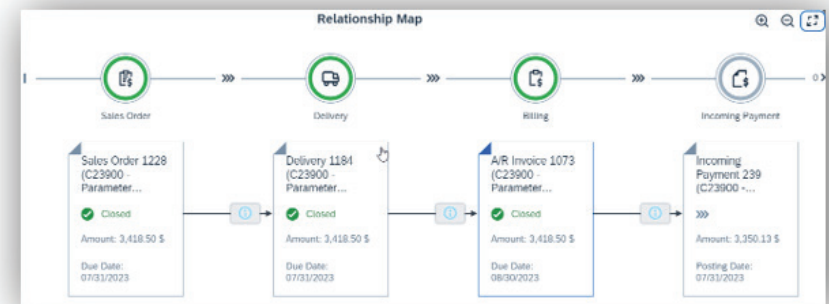 Relationship Map
Sales Order
Delivery
Billing
Incoming Payment
Sales Order 1228
(C23900 -
Parameter...
Closed
Amount: 3,418.50 $
Due Date:
07/31/2023
Delivery 1184
(C23900 -
Parameter...
Closed
Amount: 3,418.50 $
Due Date:
07/31/2023
A/R Invoice 1073
(C23900 -
Parameter...
Closed
Amount: 3,418.50 $
Due Date:
08/30/2023
Incoming
Payment 239
(C23900 -...
Amount: 3,350.13 $
Posting Date:
07/31/2023